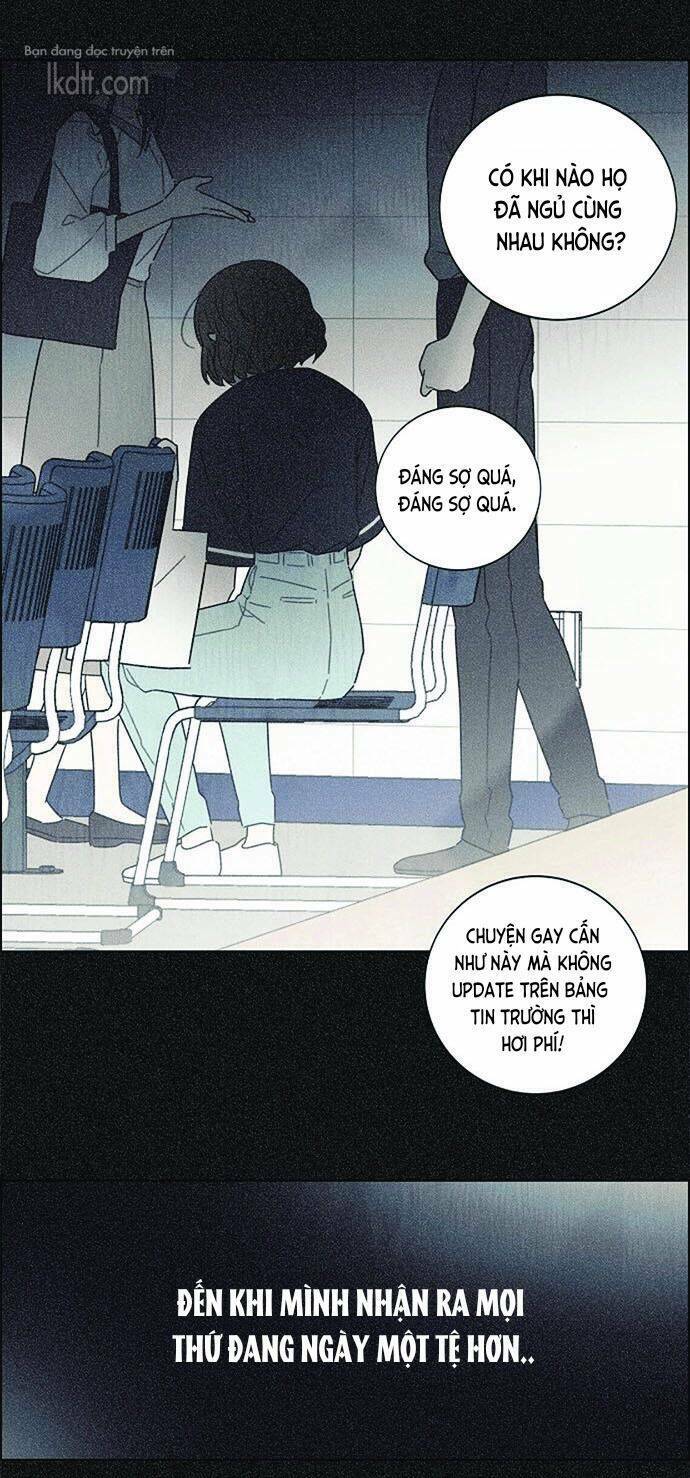 Bạn đang đọc truyện trên
lkdtt.com
CÓ KHI NÀO HỌ
ĐÃ NGỦ CÙNG
NHAU KHÔNG?
ĐÁNG SỢ QUÁ,
ĐÁNG SỢ QUÁ.
CHUYỆN GAY CẤN
NHƯ NÀY MÀ KHÔNG
UPDATE TRÊN BẢNG
TIN TRƯỜNG THÌ
HƠI PHÍ!
ĐẾN KHI MÌNH NHẬN RA MỌI
THỨ ĐANG NGÀY MỘT TỆ HƠN..